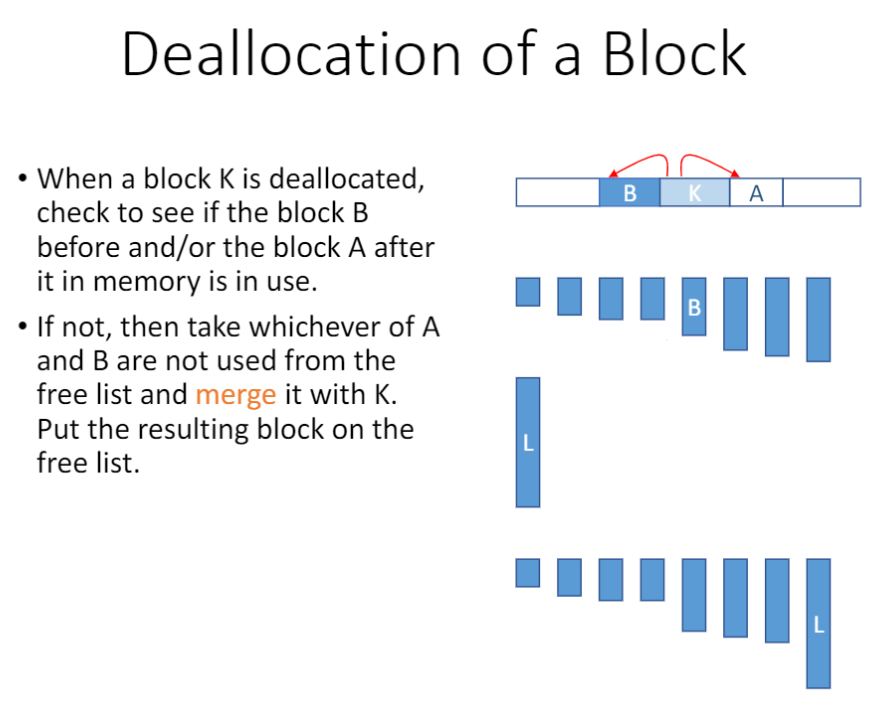 Deallocation of a Block
• When a block K is deallocated,
check to see if the block B
before and/or the block A after
it in memory is in use.
• If not, then take whichever of A
and B are not used from the
free list and merge it with K.
Put the resulting block on the
free list.
B K A
B
L
L